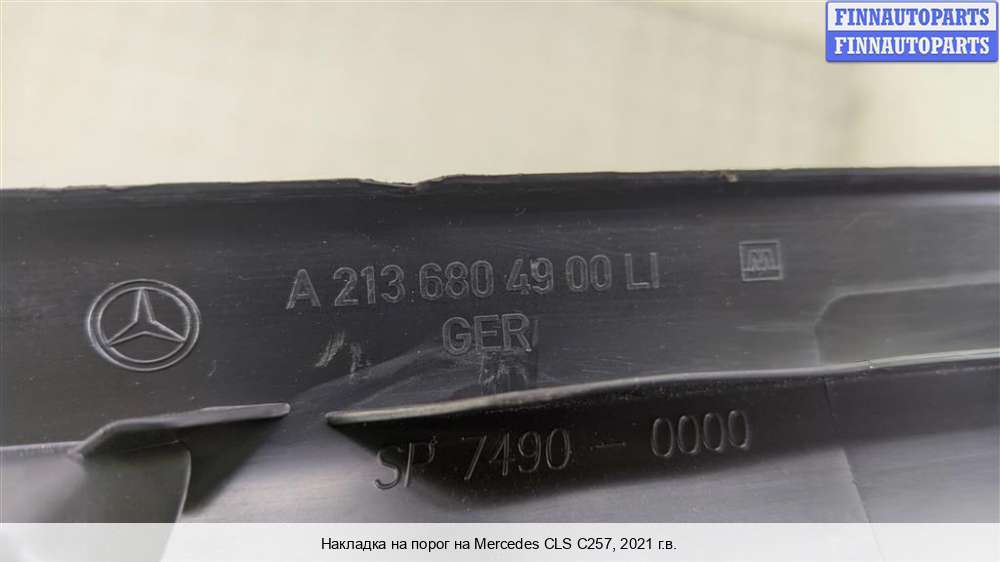 FINNAUTOPARTS
FINNAUTOPARTS
A 213 680 49 00 LI
M
GER
SP 7490 - 0000
Накладка на порог на Mercedes CLS C257, 2021 г.в.